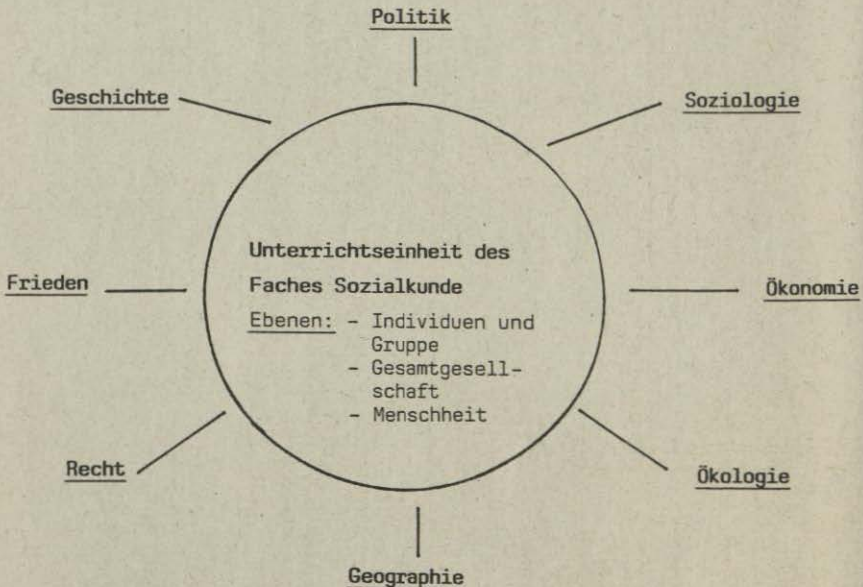 Politik
Geschichte
Soziologie
Unterrichtseinheit des
Faches Sozialkunde
Frieden
Ökonomie
Ebenen: - Individuen und
Gruppe
- Gesamtgesell-
schaft
- Menschheit
Recht
Ökologie
Geographie